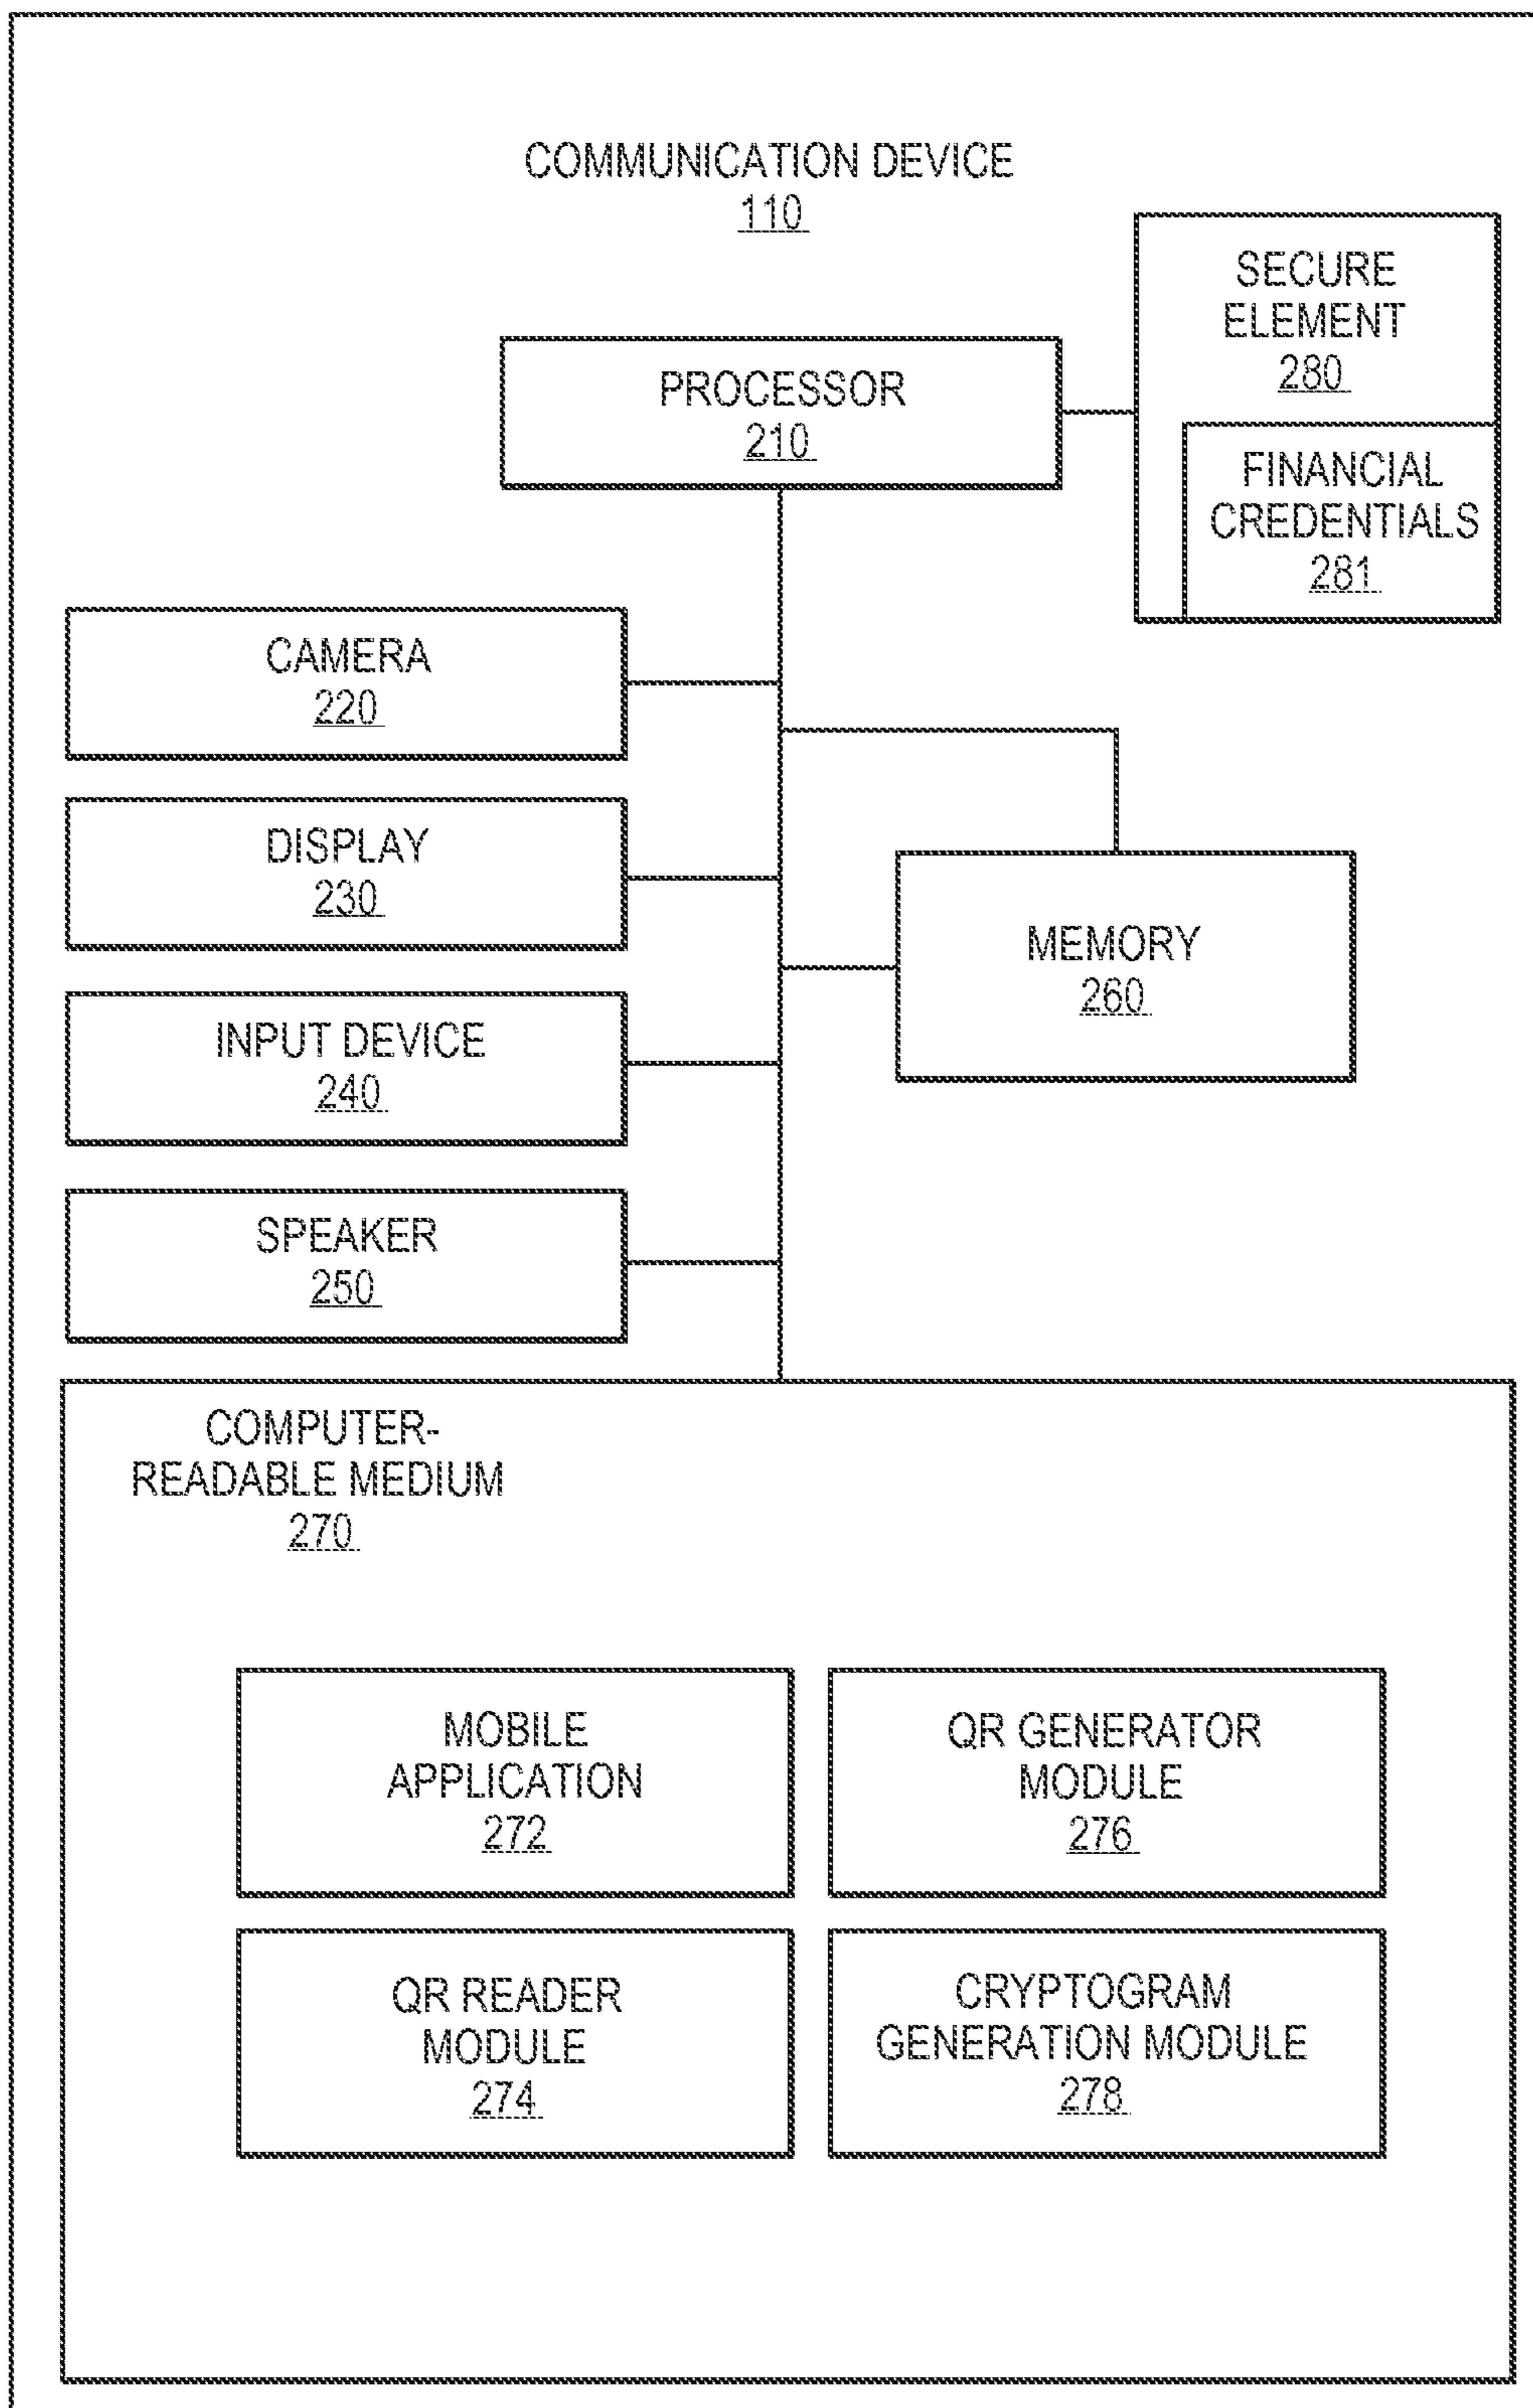 COMMUNICATION DEVICE
110
SECURE
ELEMENT
280
FINANCIAL
CREDENTIALS
281
PROCESSOR
210
CAMERA
220
DISPLAY
230
MEMORY
260
INPUT DEVICE
240
SPEAKER
250
COMPUTER-
READABLE MEDIUM
270
MOBILE
APPLICATION
272
QR GENERATOR
MODULE
276
QR READER
MODULE
274
CRYPTOGRAM
GENERATION MODULE
278